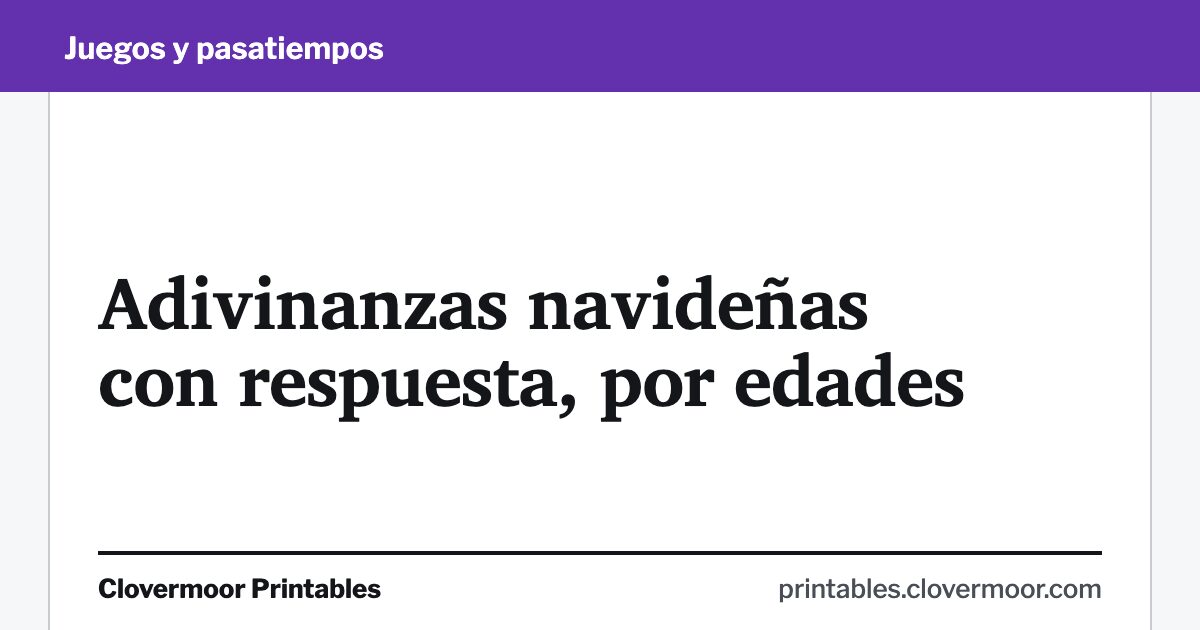 Juegos y pasatiempos
Adivinanzas navideñas
con respuesta, por edades
Clovermoor Printables
printables.clovermoor.com